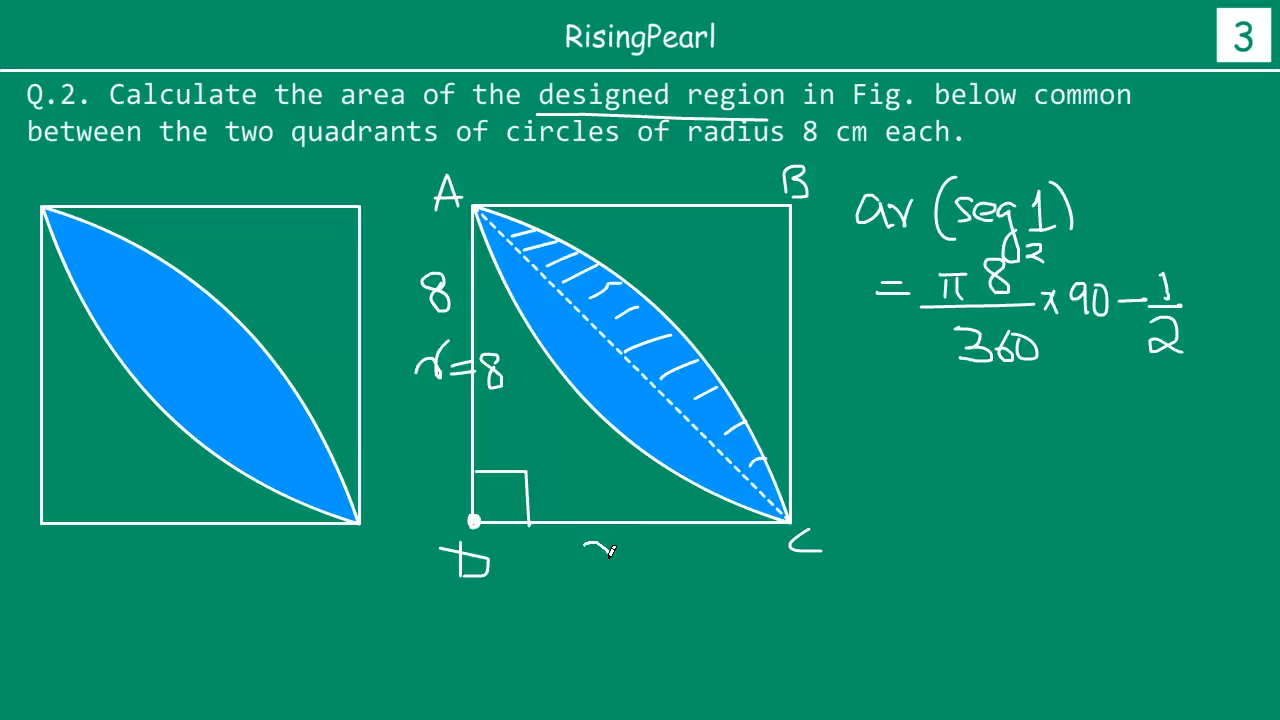 RisingPearl
3
Q.2. Calculate the area of the designed region in Fig. below common
between the two quadrants of circles of radius 8 cm each.
A
B
8
r=8
D
C
ar (seg 1)
= π 8² / 360 × 90 − 1/2